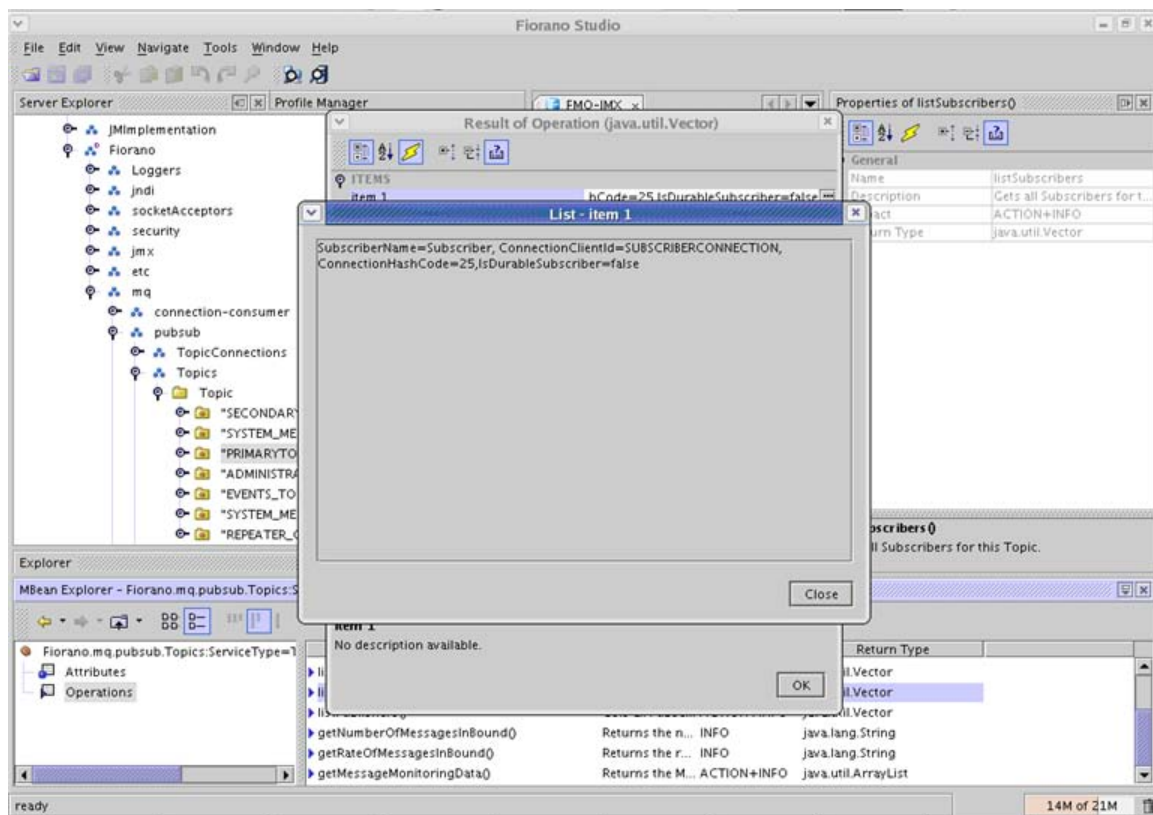 Fiorano Studio
File Edit View Navigate Tools Window Help
Server Explorer
Profile Manager
FMO-IMX
Properties of listSubscribers()
JMImplementation
Fiorano
Loggers
jndi
socketAcceptors
security
jmx
etc
mq
connection-consumer
pubsub
TopicConnections
Topics
Topic
"SECONDARY
"SYSTEM_ME
"PRIMARYTO
"ADMINISTRA
"EVENTS_TO
"SYSTEM_ME
"REPEATER_
Explorer
Result of Operation (java.util.Vector)
ITEMS
item 1 hCode=25,IsDurableSubscriber=false
List - item 1
SubscriberName=Subscriber, ConnectionClientId=SUBSCRIBERCONNECTION,
ConnectionHashCode=25,IsDurableSubscriber=false
Close
item 1
No description available.
OK
General
Name listSubscribers
Description Gets all Subscribers for t...
act ACTION+INFO
urn Type java.util.Vector
bscribers ()
ll Subscribers for this Topic.
MBean Explorer - Fiorano.mq.pubsub.Topics:S
Fiorano.mq.pubsub.Topics:ServiceType=T
Attributes
Operations
Return Type
il.Vector
il.Vector
il.Vector
getNumberOfMessagesInBound() Returns the n... INFO java.lang.String
getRateOfMessagesInBound() Returns the r... INFO java.lang.String
getMessageMonitoringData() Returns the M... ACTION+INFO java.util.ArrayList
ready
14M of 21M